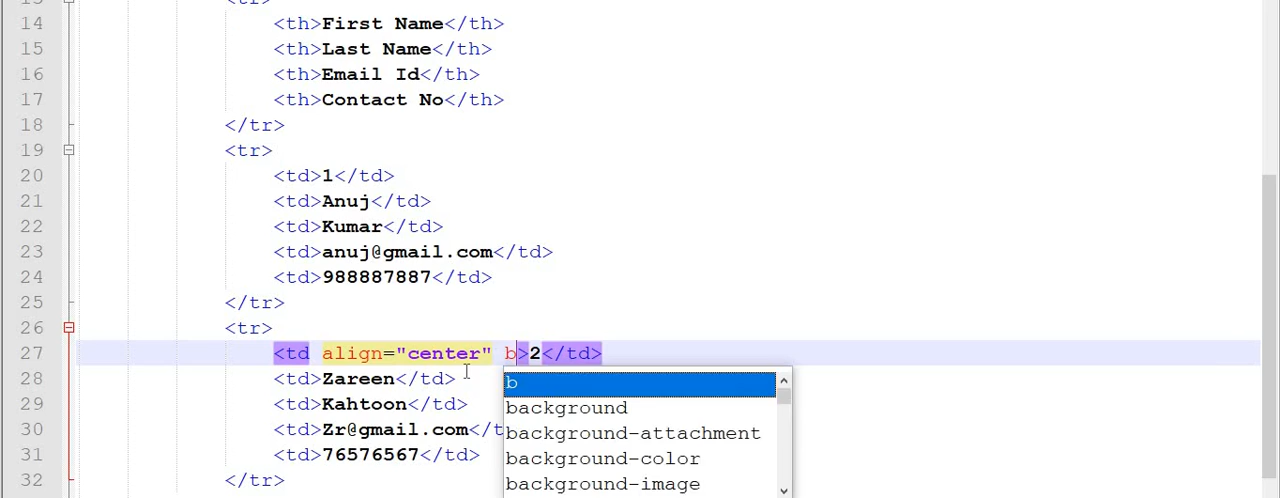 <tr>
14 <th>First Name</th>
15 <th>Last Name</th>
16 <th>Email Id</th>
17 <th>Contact No</th>
18 </tr>
19 <tr>
20 <td>1</td>
21 <td>Anuj</td>
22 <td>Kumar</td>
23 <td>anuj@gmail.com</td>
24 <td>988887887</td>
25 </tr>
26 <tr>
27 <td align="center" b>2</td>
b
28 <td>Zareen</td>
background
29 <td>Kahtoon</td>
background-attachment
30 <td>Zr@gmail.com</t
background-color
31 <td>76576567</td>
background-image
32 </tr>